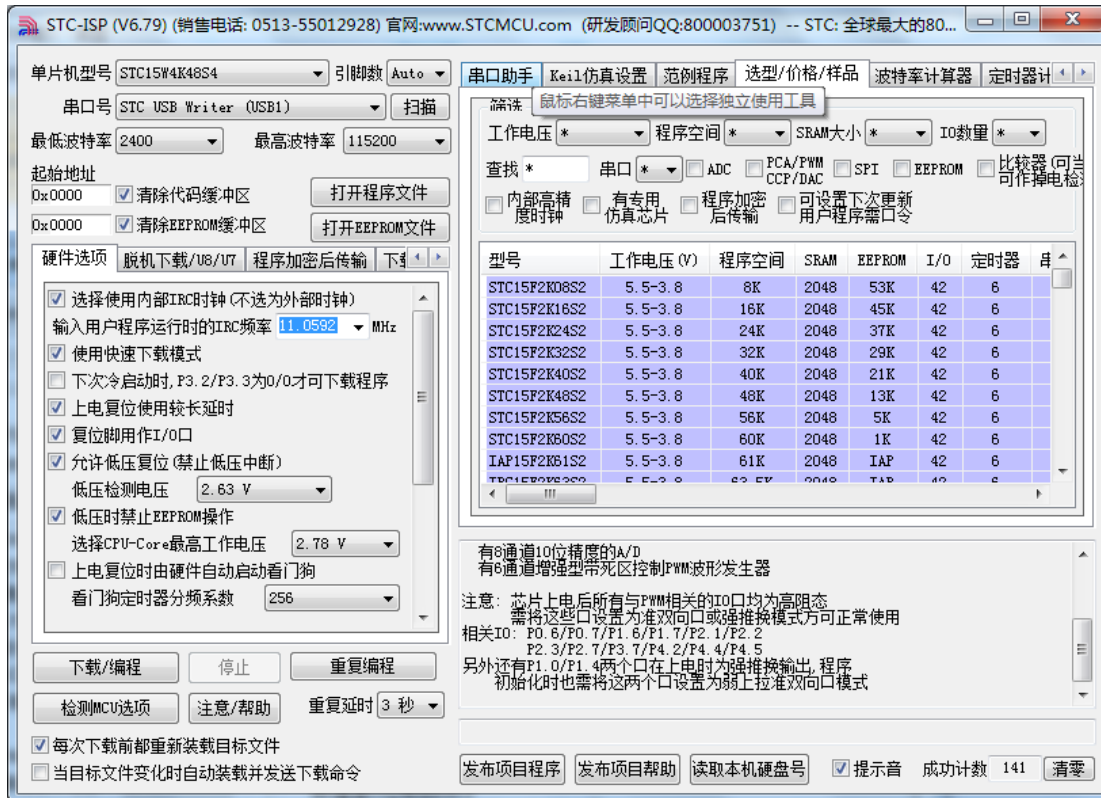 STC-ISP (V6.79) (销售电话: 0513-55012928) 官网:www.STCMCU.com (研发顾问QQ:800003751) -- STC: 全球最大的80...
单片机型号 STC15W4K48S4 引脚数 Auto
串口号 STC USB Writer (USB1) 扫描
最低波特率 2400 最高波特率 115200
起始地址
0x0000 清除代码缓冲区 打开程序文件
0x0000 清除EEPROM缓冲区 打开EEPROM文件
硬件选项 脱机下载/U8/U7 程序加密后传输
选择使用内部IRC时钟(不选为外部时钟)
输入用户程序运行时的IRC频率 11.0592 MHz
使用快速下载模式
下次冷启动时,P3.2/P3.3为0/0才可下载程序
上电复位使用较长延时
复位脚用作I/O口
允许低压复位(禁止低压中断)
低压检测电压 2.63 V
低压时禁止EEPROM操作
选择CPU-Core最高工作电压 2.78 V
上电复位时由硬件自动启动看门狗
看门狗定时器分频系数 256
下载/编程 停止 重复编程
检测MCU选项 注意/帮助 重复延时 3 秒
每次下载前都重新装载目标文件
当目标文件变化时自动装载并发送下载命令
串口助手 Keil仿真设置 范例程序 选型/价格/样品 波特率计算器 定时器计
鼠标右键菜单中可以选择独立使用工具
筛选
工作电压 * 程序空间 * SRAM大小 * IO数量 *
查找 * 串口 * ADC PCA/PWM CCP/DAC SPI EEPROM 比较器(可当 可作掉电检
内部高精度时钟 有专用仿真芯片 程序加密后传输 可设置下次更新用户程序需口令
型号 工作电压(V) 程序空间 SRAM EEPROM I/O 定时器
STC15F2K08S2 5.5-3.8 8K 2048 53K 42 6
STC15F2K16S2 5.5-3.8 16K 2048 45K 42 6
STC15F2K24S2 5.5-3.8 24K 2048 37K 42 6
STC15F2K32S2 5.5-3.8 32K 2048 29K 42 6
STC15F2K40S2 5.5-3.8 40K 2048 21K 42 6
STC15F2K48S2 5.5-3.8 48K 2048 13K 42 6
STC15F2K56S2 5.5-3.8 56K 2048 5K 42 6
STC15F2K60S2 5.5-3.8 60K 2048 1K 42 6
IAP15F2K61S2 5.5-3.8 61K 2048 IAP 42 6
有8通道10位精度的A/D
有6通道增强型带死区控制PWM波形发生器
注意: 芯片上电后所有与PWM相关的IO口均为高阻态
需将这些口设置为准双向口或强推挽模式方可正常使用
相关IO: P0.6/P0.7/P1.6/P1.7/P2.1/P2.2
P2.3/P2.7/P3.7/P4.2/P4.4/P4.5
另外还有P1.0/P1.4两个口在上电时为强推挽输出,程序
初始化时也需将这两个口设置为弱上拉准双向口模式
发布项目程序 发布项目帮助 读取本机硬盘号 提示音 成功计数 141 清零